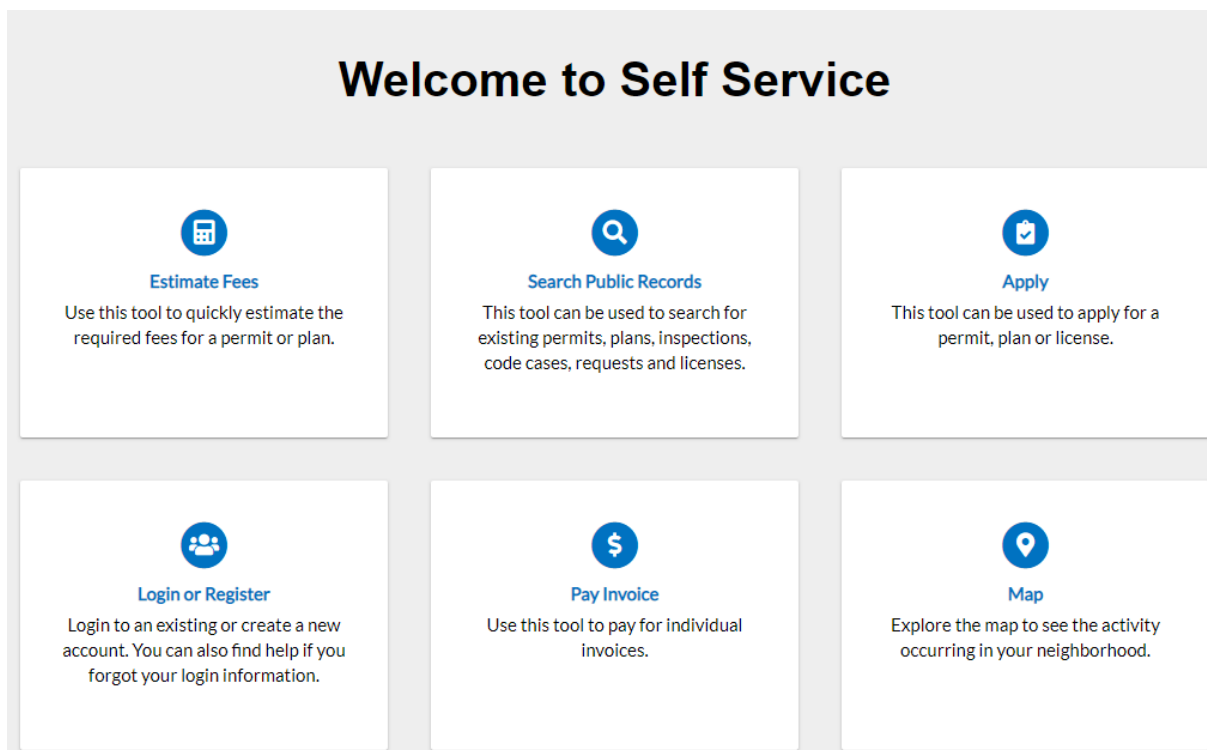 Welcome to Self Service
Estimate Fees
Use this tool to quickly estimate the
required fees for a permit or plan.
Search Public Records
This tool can be used to search for
existing permits, plans, inspections,
code cases, requests and licenses.
Apply
This tool can be used to apply for a
permit, plan or license.
Login or Register
Login to an existing or create a new
account. You can also find help if you
forgot your login information.
Pay Invoice
Use this tool to pay for individual
invoices.
Map
Explore the map to see the activity
occurring in your neighborhood.